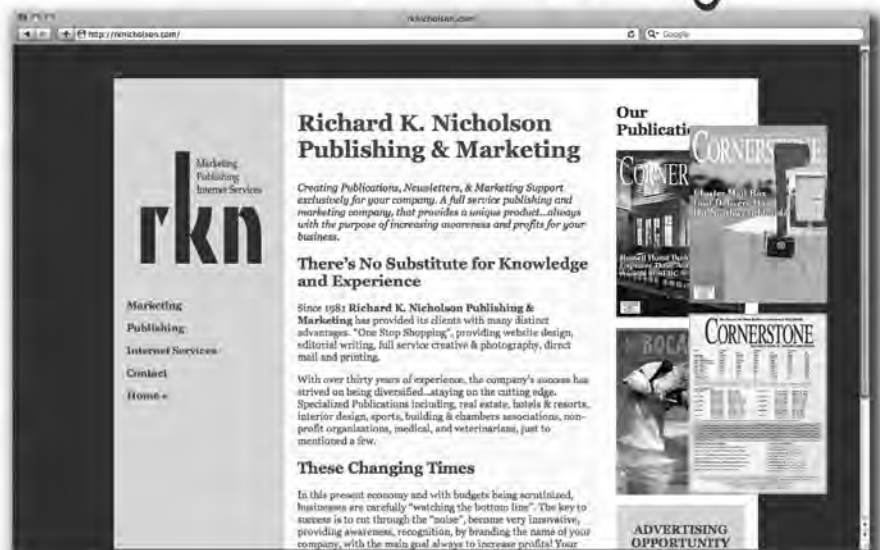 rknicholson.com
http://rknicholson.com/
Google
Marketing
Publishing
Internet Services
rkn
Marketing
Publishing
Internet Services
Contact
Home »
Richard K. Nicholson
Publishing & Marketing
Creating Publications, Newsletters, & Marketing Support
exclusively for your company. A full service publishing and
marketing company, that provides a unique product...always
with the purpose of increasing awareness and profits for your
business.
There's No Substitute for Knowledge
and Experience
Since 1981 Richard K. Nicholson Publishing &
Marketing has provided its clients with many distinct
advantages. "One Stop Shopping", providing website design,
editorial writing, full service creative & photography, direct
mail and printing.
With over thirty years of experience, the company's success has
strived on being diversified...staying on the cutting edge.
Specialized Publications including, real estate, hotels & resorts,
interior design, sports, building & chambers associations, non-
profit organizations, medical, and veterinarians, just to
mentioned a few.
These Changing Times
In this present economy and with budgets being scrutinized,
businesses are carefully "watching the bottom line". The key to
success is to cut through the "noise", become very innovative,
providing awareness, recognition, by branding the name of your
company, with the main goal always to increase profits! Your
Our
Publicati
CORNER
CORNERSTONE
Master Mail Box
BOCA
CORNERSTONE
ADVERTISING
OPPORTUNITY